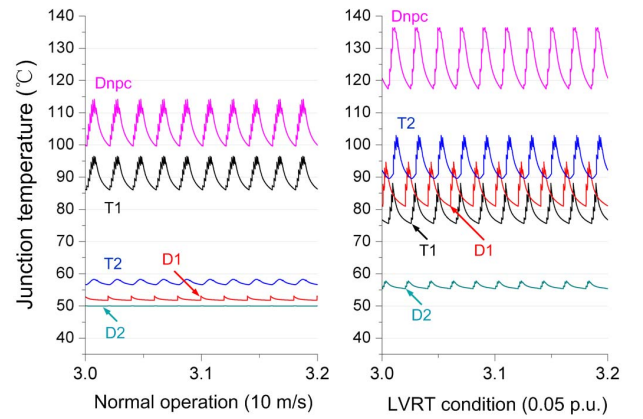 Junction temperature (℃)
140
130
120
110
100
90
80
70
60
50
40
Dnpc
T1
T2
D1
D2
3.0
3.1
3.2
Normal operation (10 m/s)
140
130
120
110
100
90
80
70
60
50
40
Dnpc
T2
T1
D1
D2
3.0
3.1
3.2
LVRT condition (0.05 p.u.)